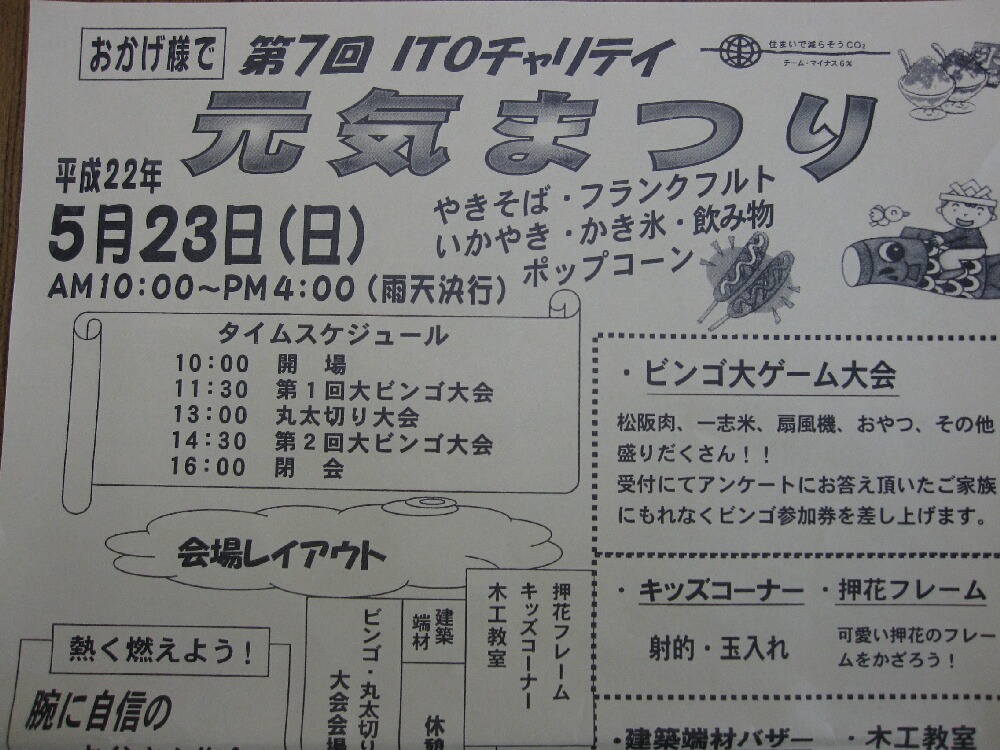 おかげ様で 第7回 ITOチャリティ
住まいで減らそうCO₂
チーム・マイナス6%
元気まつり
平成22年
5月23日(日)
AM10:00〜PM4:00(雨天決行)
やきそば・フランクフルト
いかやき・かき氷・飲み物
ポップコーン
タイムスケジュール
10:00 開 場
11:30 第1回大ビンゴ大会
13:00 丸太切り大会
14:30 第2回大ビンゴ大会
16:00 閉 会
・ビンゴ大ゲーム大会
松阪肉、一志米、扇風機、おやつ、その他
盛りだくさん!!
受付にてアンケートにお答え頂いたご家族
にもれなくビンゴ参加券を差し上げます。
会場レイアウト
押花フレーム
キッズコーナー
木工教室
建築
端材
休憩
ビンゴ・丸太切り
大会会場
熱く燃えよう!
腕に自信の
・キッズコーナー
射的・玉入れ
・押花フレーム
可愛い押花のフレー
ムをかざろう!
・建築端材バザー
・木工教室